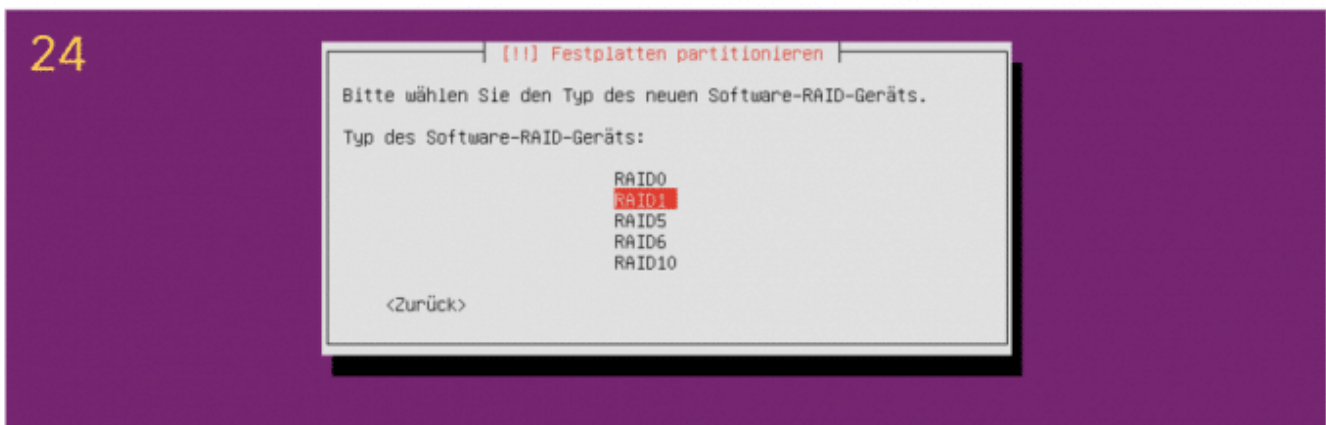 24
[!!] Festplatten partitionieren
Bitte wählen Sie den Typ des neuen Software-RAID-Geräts.
Typ des Software-RAID-Geräts:
RAID0
RAID1
RAID5
RAID6
RAID10
<Zurück>